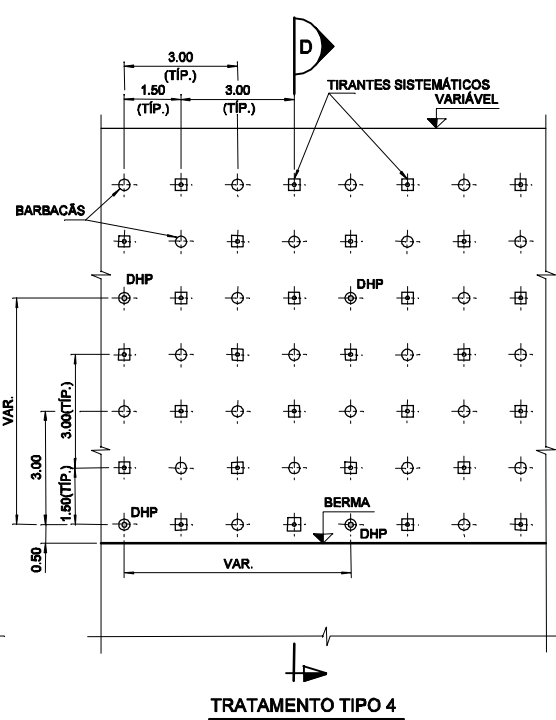 D
3.00
(TÍP.)
1.50
(TÍP.)
3.00
(TÍP.)
TIRANTES SISTEMÁTICOS
VARIÁVEL
BARBACÃS
DHP
DHP
VAR.
3.00(TÍP.)
3.00
1.50(TÍP.)
0.50
DHP
BERMA
DHP
VAR.
TRATAMENTO TIPO 4